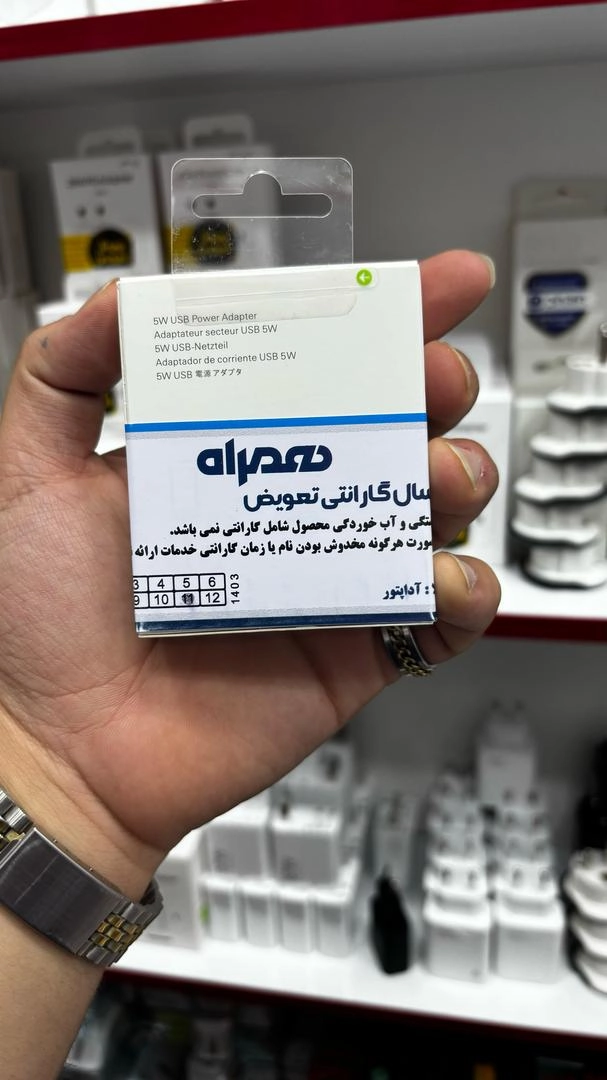 5W USB Power Adapter
Adaptateur secteur USB 5W
5W USB-Netzteil
Adaptador de corriente USB 5W
5W USB 電源 アダプタ
همراه
سال گارانتی تعویض
و آب خوردگی محصول شامل گارانتی نمی باشد.
هرگونه مخدوش بودن نام یا زمان گارانتی خدمات ارائه
3 4 5 6
9 10 11 12
1403
: آداپتور